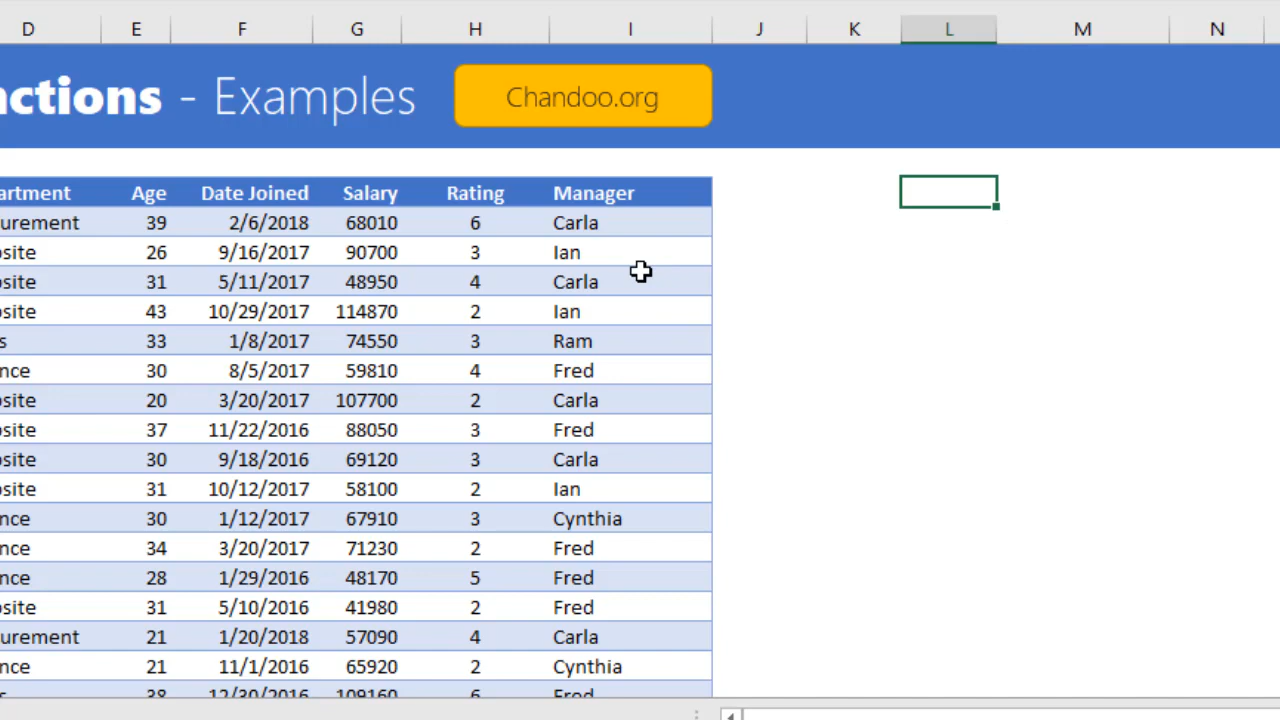 D E F G H I J K L M N
nctions - Examples Chandoo.org
artment Age Date Joined Salary Rating Manager
urement 39 2/6/2018 68010 6 Carla
osite 26 9/16/2017 90700 3 Ian
osite 31 5/11/2017 48950 4 Carla
osite 43 10/29/2017 114870 2 Ian
s 33 1/8/2017 74550 3 Ram
nce 30 8/5/2017 59810 4 Fred
osite 20 3/20/2017 107700 2 Carla
osite 37 11/22/2016 88050 3 Fred
osite 30 9/18/2016 69120 3 Carla
osite 31 10/12/2017 58100 2 Ian
nce 30 1/12/2017 67910 3 Cynthia
nce 34 3/20/2017 71230 2 Fred
nce 28 1/29/2016 48170 5 Fred
osite 31 5/10/2016 41980 2 Fred
urement 21 1/20/2018 57090 4 Carla
nce 21 11/1/2016 65920 2 Cynthia
s 38 12/30/2016 109160 6 Fred